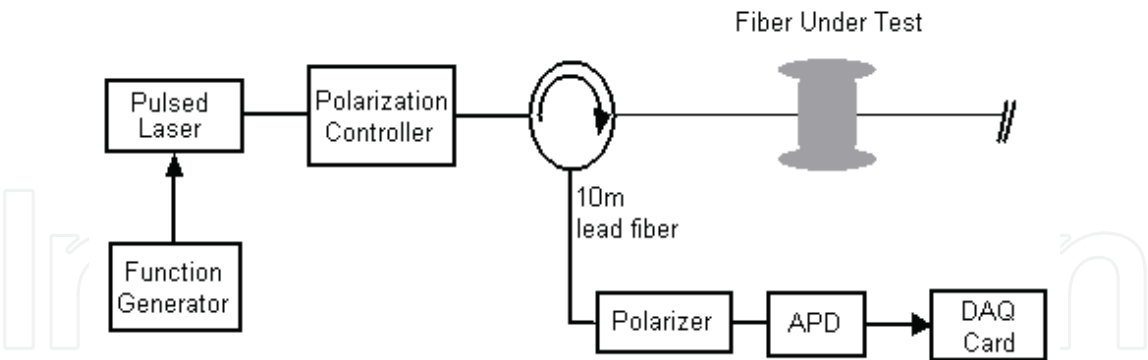 Fiber Under Test
Pulsed
Laser
Polarization
Controller
10m
lead fiber
Function
Generator
Polarizer
APD
DAQ
Card